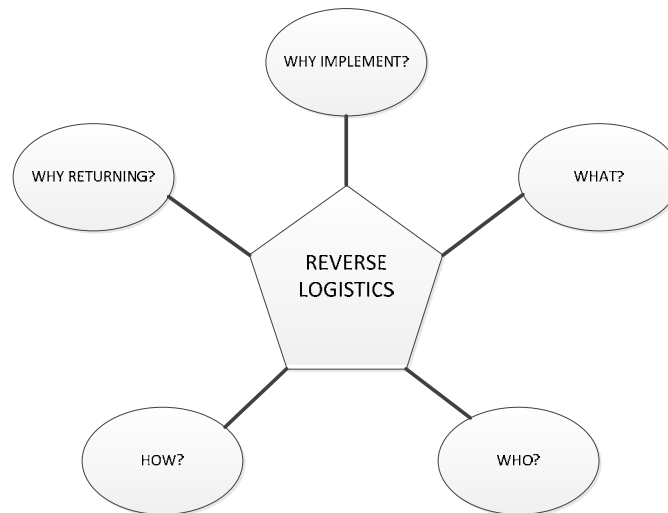 WHY IMPLEMENT?
WHY RETURNING?
WHAT?
REVERSE
LOGISTICS
HOW?
WHO?